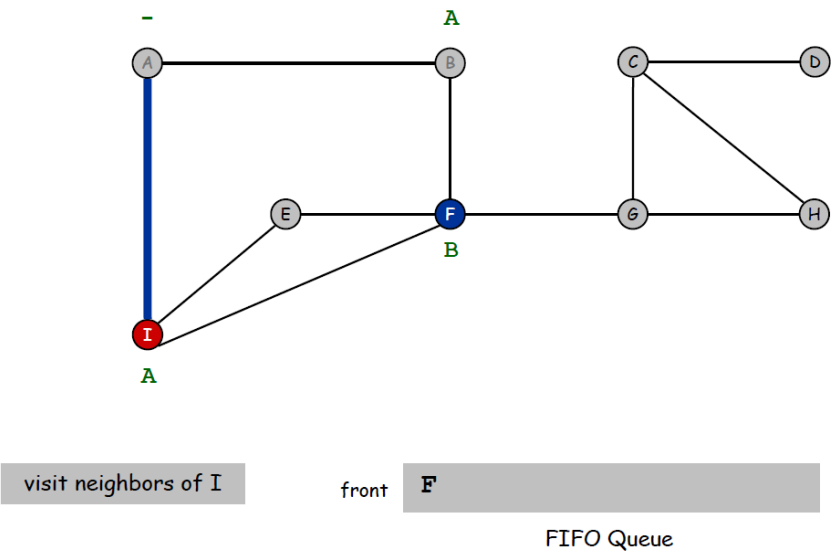 - A
A B C D
E F G H
B
I
A
visit neighbors of I
front F
FIFO Queue